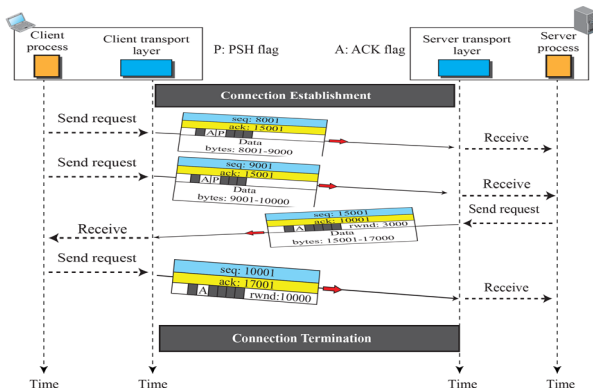 Client
process
Client transport
layer
P: PSH flag
A: ACK flag
Server transport
layer
Server
process
Connection Establishment
Send request
seq: 8001
ack: 15001
A P
Data
bytes: 8001-9000
Receive
Send request
seq: 9001
ack: 15001
A P
Data
bytes: 9001-10000
Receive
Send request
seq: 15001
ack: 10001
A rwnd: 3000
Data
bytes: 15001-17000
Receive
Send request
seq: 10001
ack: 17001
A rwnd:10000
Receive
Connection Termination
Time
Time
Time
Time